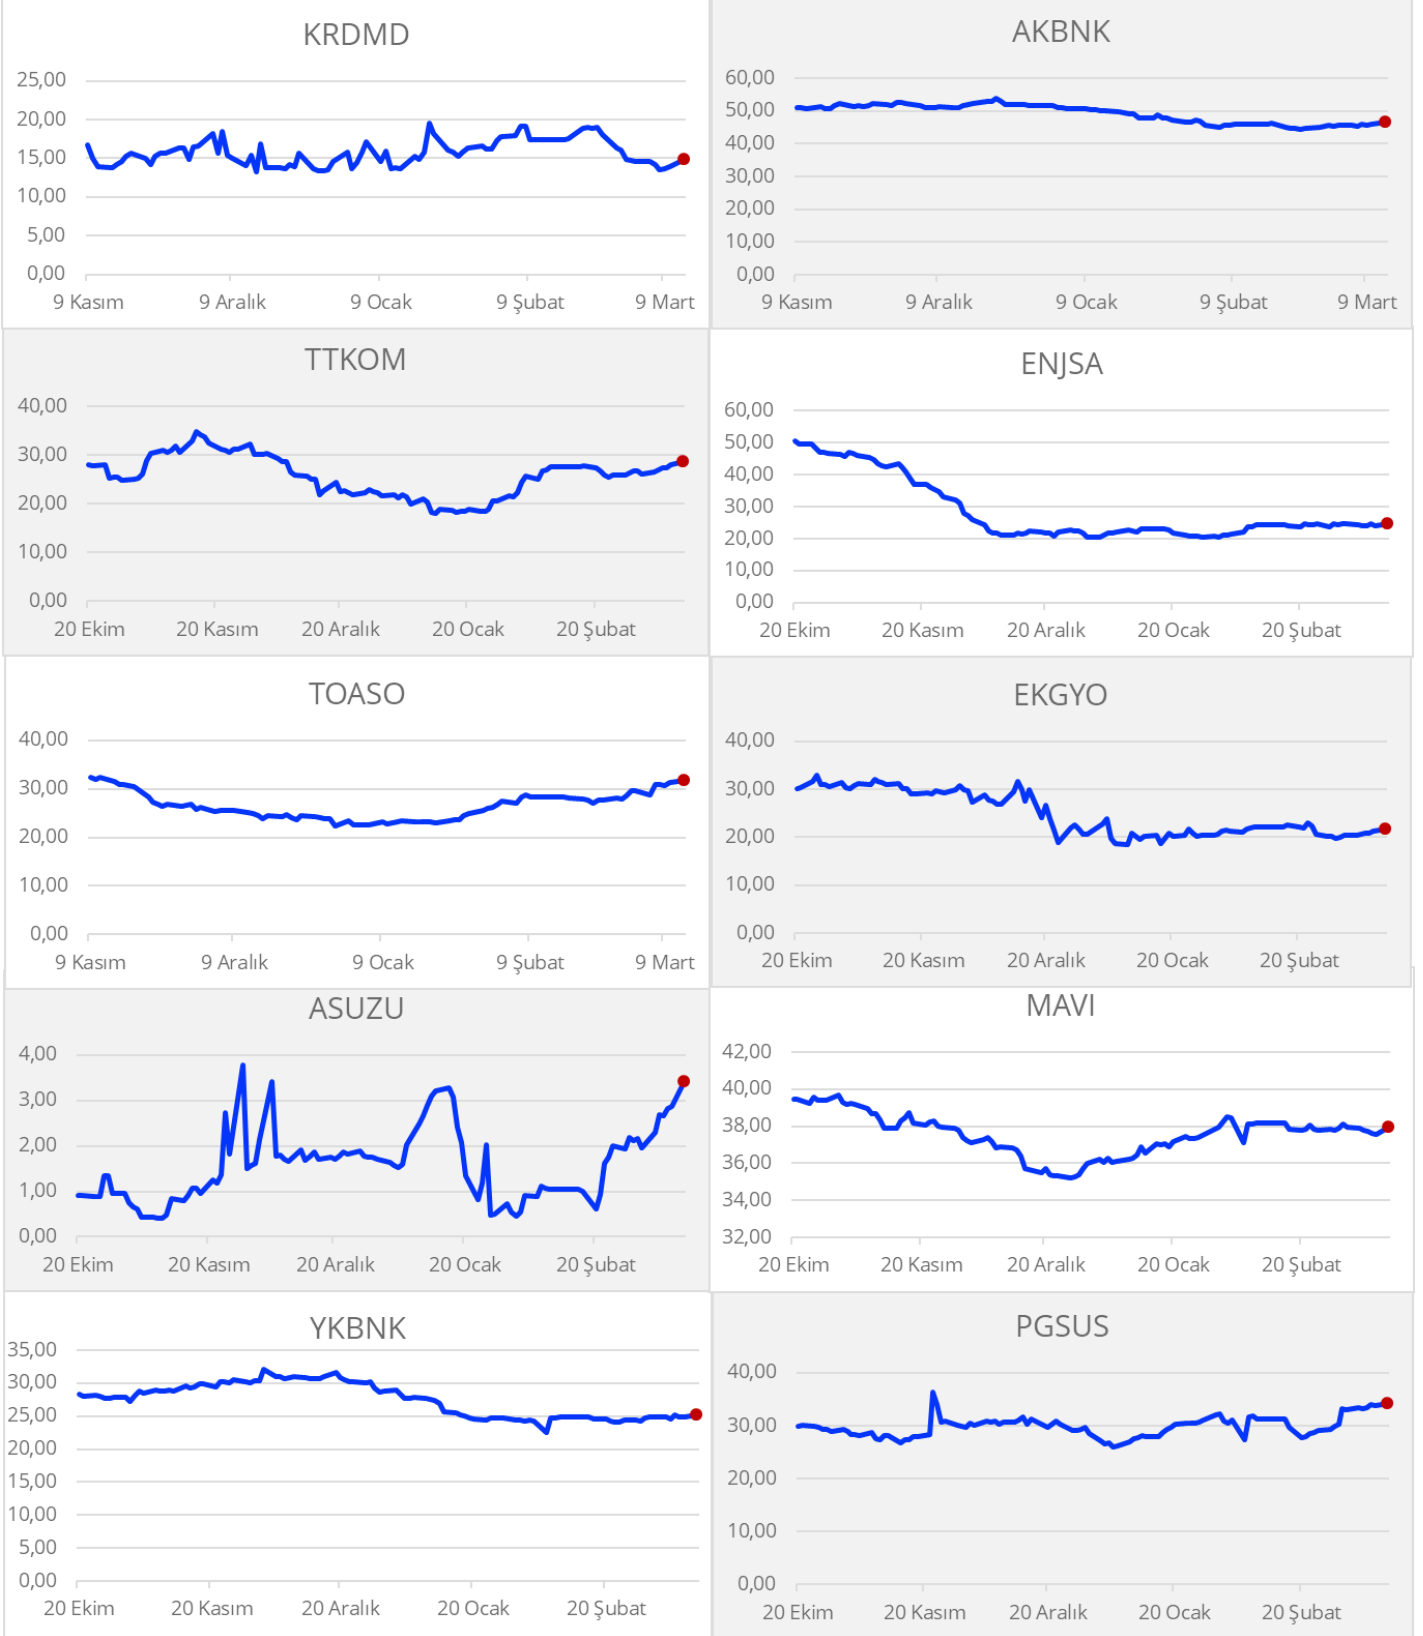 KRDMD
25,00
20,00
15,00
10,00
5,00
0,00
9 Kasım 9 Aralık 9 Ocak 9 Şubat 9 Mart
AKBNK
60,00
50,00
40,00
30,00
20,00
10,00
0,00
9 Kasım 9 Aralık 9 Ocak 9 Şubat 9 Mart
TTKOM
40,00
30,00
20,00
10,00
0,00
20 Ekim 20 Kasım 20 Aralık 20 Ocak 20 Şubat
ENJSA
60,00
50,00
40,00
30,00
20,00
10,00
0,00
20 Ekim 20 Kasım 20 Aralık 20 Ocak 20 Şubat
TOASO
40,00
30,00
20,00
10,00
0,00
9 Kasım 9 Aralık 9 Ocak 9 Şubat 9 Mart
EKGYO
40,00
30,00
20,00
10,00
0,00
20 Ekim 20 Kasım 20 Aralık 20 Ocak 20 Şubat
ASUZU
4,00
3,00
2,00
1,00
0,00
20 Ekim 20 Kasım 20 Aralık 20 Ocak 20 Şubat
MAVI
42,00
40,00
38,00
36,00
34,00
32,00
20 Ekim 20 Kasım 20 Aralık 20 Ocak 20 Şubat
YKBNK
35,00
30,00
25,00
20,00
15,00
10,00
5,00
0,00
20 Ekim 20 Kasım 20 Aralık 20 Ocak 20 Şubat
PGSUS
40,00
30,00
20,00
10,00
0,00
20 Ekim 20 Kasım 20 Aralık 20 Ocak 20 Şubat